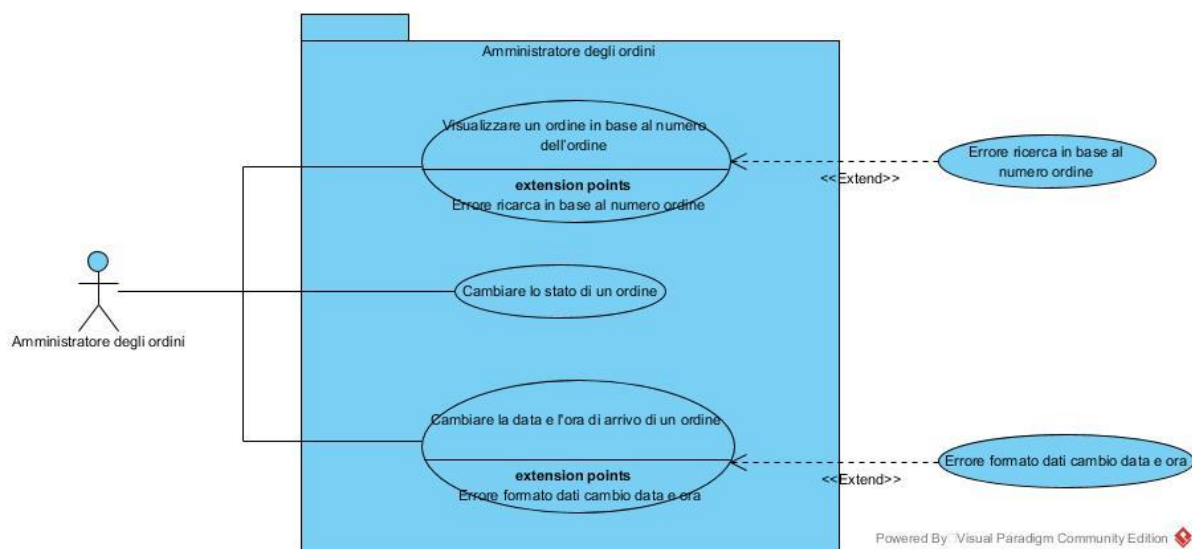 Amministratore degli ordini
Visualizzare un ordine in base al numero
dell'ordine
extension points
Errore ricarca in base al numero ordine
<<Extend>>
Errore ricerca in base al
numero ordine
Cambiare lo stato di un ordine
Amministratore degli ordini
Cambiare la data e l'ora di arrivo di un ordine
extension points
Errore formato dati cambio data e ora
<<Extend>>
Errore formato dati cambio data e ora
Powered By Visual Paradigm Community Edition